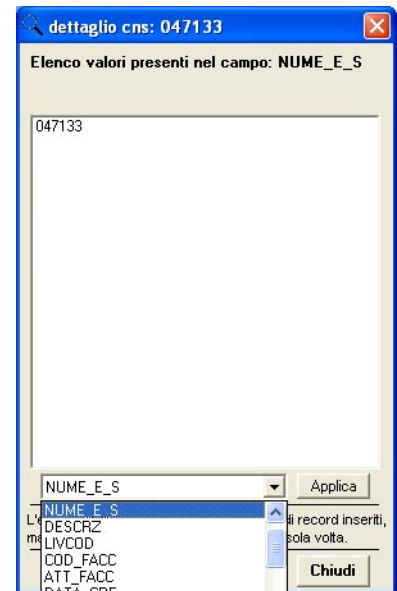 dettaglio cns: 047133
Elenco valori presenti nel campo: NUME_E_S
047133
NUME_E_S
Applica
NUME_E_S
DESCRZ
LIVCOD
COD_FACC
ATT_FACC
di record inseriti,
sola volta.
Chiudi